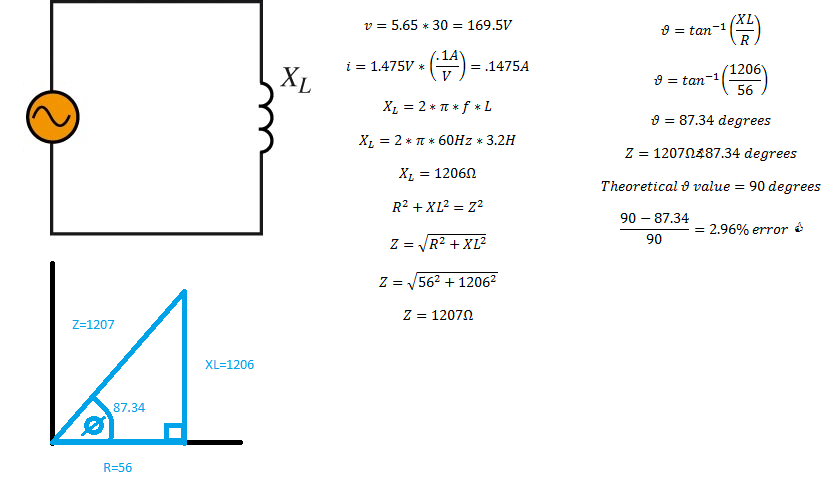 X_L
v = 5.65 * 30 = 169.5V
i = 1.475V * (.1A/V) = .1475A
X_L = 2 * π * f * L
X_L = 2 * π * 60Hz * 3.2H
X_L = 1206Ω
R² + XL² = Z²
Z = √(R² + XL²)
Z = √(56² + 1206²)
Z = 1207Ω
ϑ = tan⁻¹(XL/R)
ϑ = tan⁻¹(1206/56)
ϑ = 87.34 degrees
Z = 1207Ω∡87.34 degrees
Theoretical ϑ value = 90 degrees
(90 − 87.34)/90 = 2.96% error
Z=1207
XL=1206
87.34
Ø
R=56